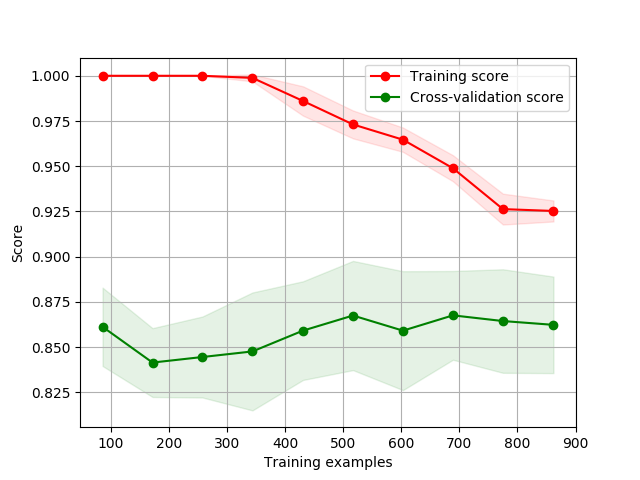 1.000
0.975
0.950
0.925
0.900
0.875
0.850
0.825
Score
Training score
Cross-validation score
100 200 300 400 500 600 700 800 900
Training examples